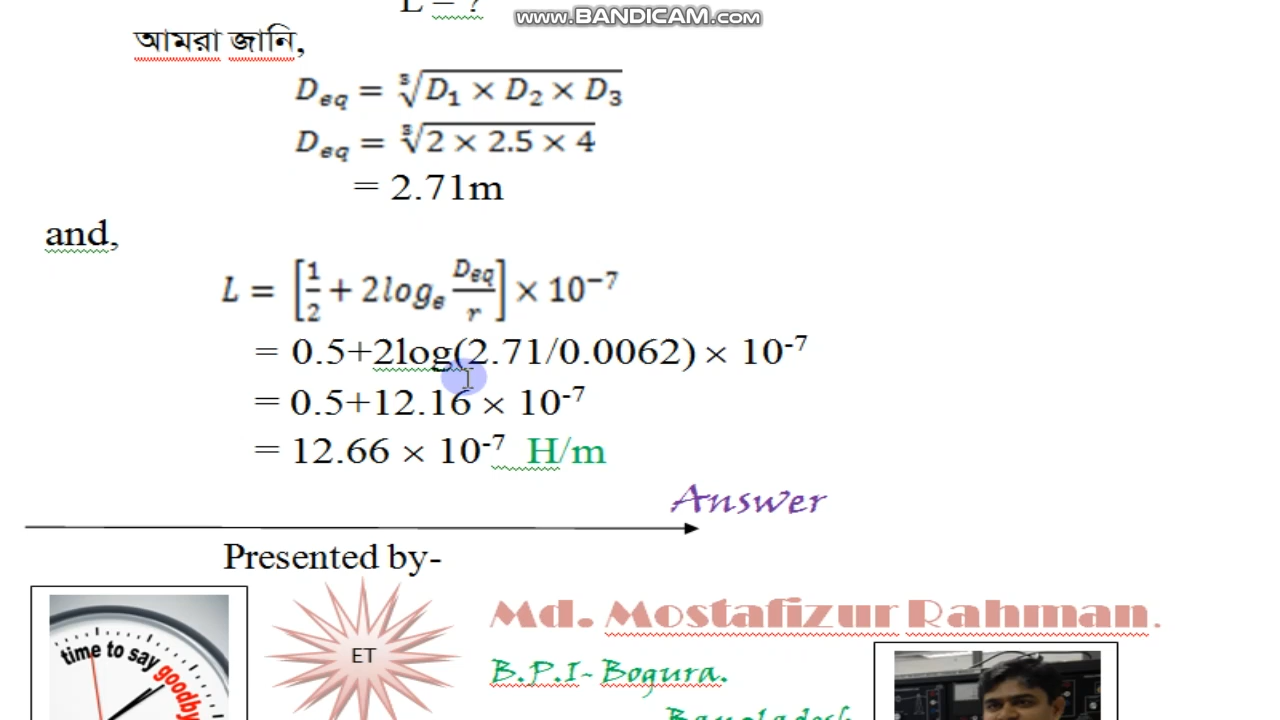 L = ?
www.BANDICAM.com
আমরা জানি,
D_eq = ∛(D₁ × D₂ × D₃)
D_eq = ∛(2 × 2.5 × 4)
= 2.71m
and,
L = [1/2 + 2log_e D_eq/r] × 10⁻⁷
= 0.5+2log(2.71/0.0062) × 10⁻⁷
= 0.5+12.16 × 10⁻⁷
= 12.66 × 10⁻⁷ H/m
Answer
Presented by-
time to say goodby
ET
Md. Mostafizur Rahman.
B.P.I- Bogura.
Bangladesh